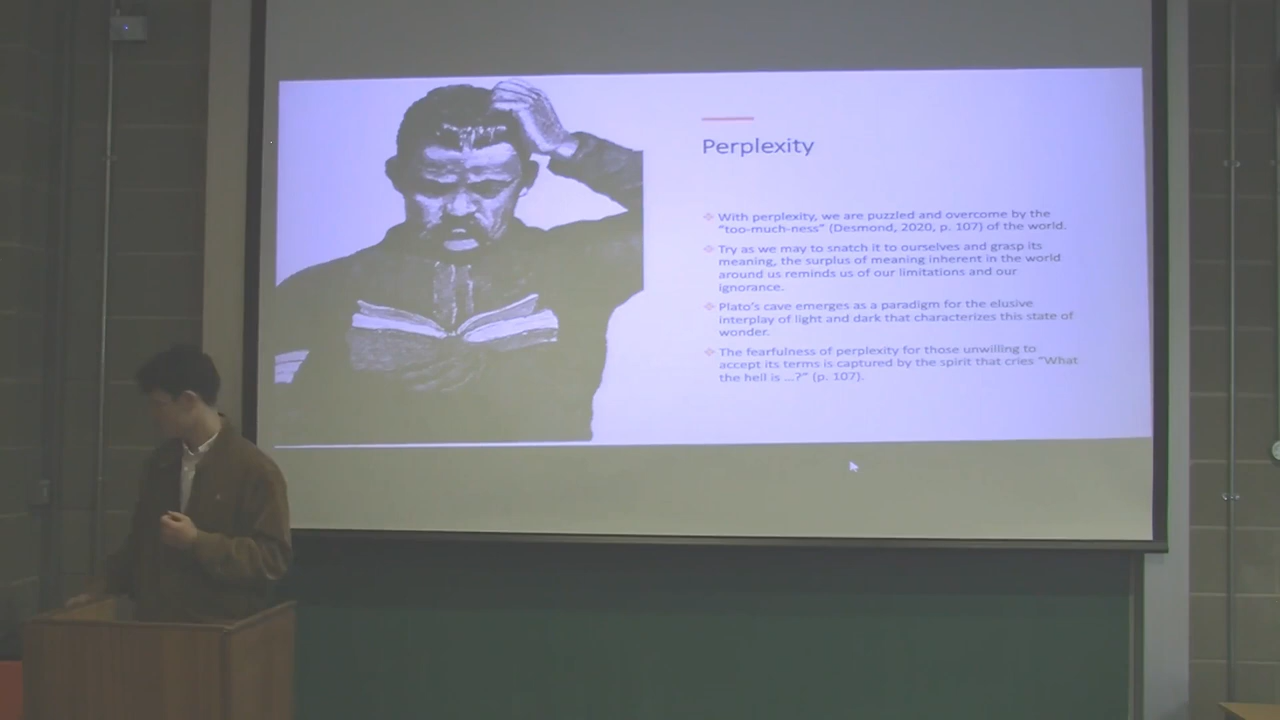 Perplexity
With perplexity, we are puzzled and overcome by the
“too-much-ness” (Desmond, 2020, p. 107) of the world.
Try as we may to snatch it to ourselves and grasp its
meaning, the surplus of meaning inherent in the world
around us reminds us of our limitations and our
ignorance.
Plato’s cave emerges as a paradigm for the elusive
interplay of light and dark that characterizes this state of
wonder.
The fearfulness of perplexity for those unwilling to
accept its terms is captured by the spirit that cries “What
the hell is ...?” (p. 107).